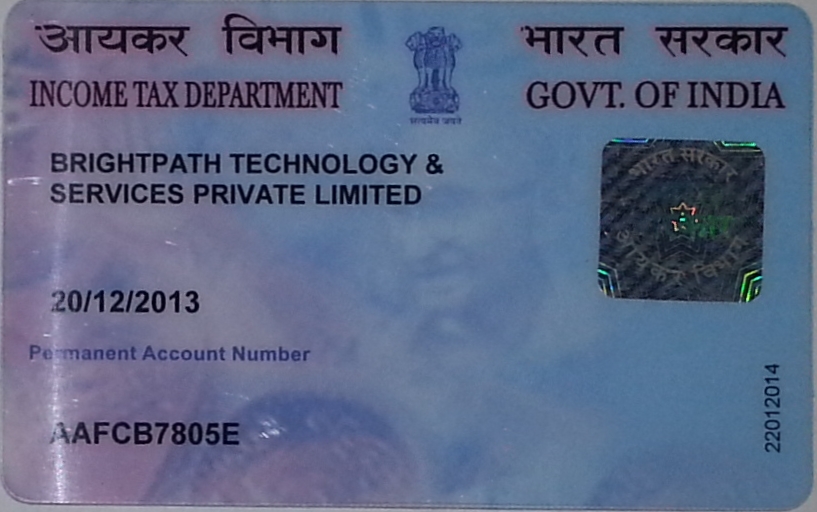 आयकर विभाग
भारत सरकार
INCOME TAX DEPARTMENT
GOVT. OF INDIA
सत्यमेव जयते
BRIGHTPATH TECHNOLOGY &
SERVICES PRIVATE LIMITED
भारत सरकार
आयकर विभाग
20/12/2013
Permanent Account Number
AAFCB7805E
22012014